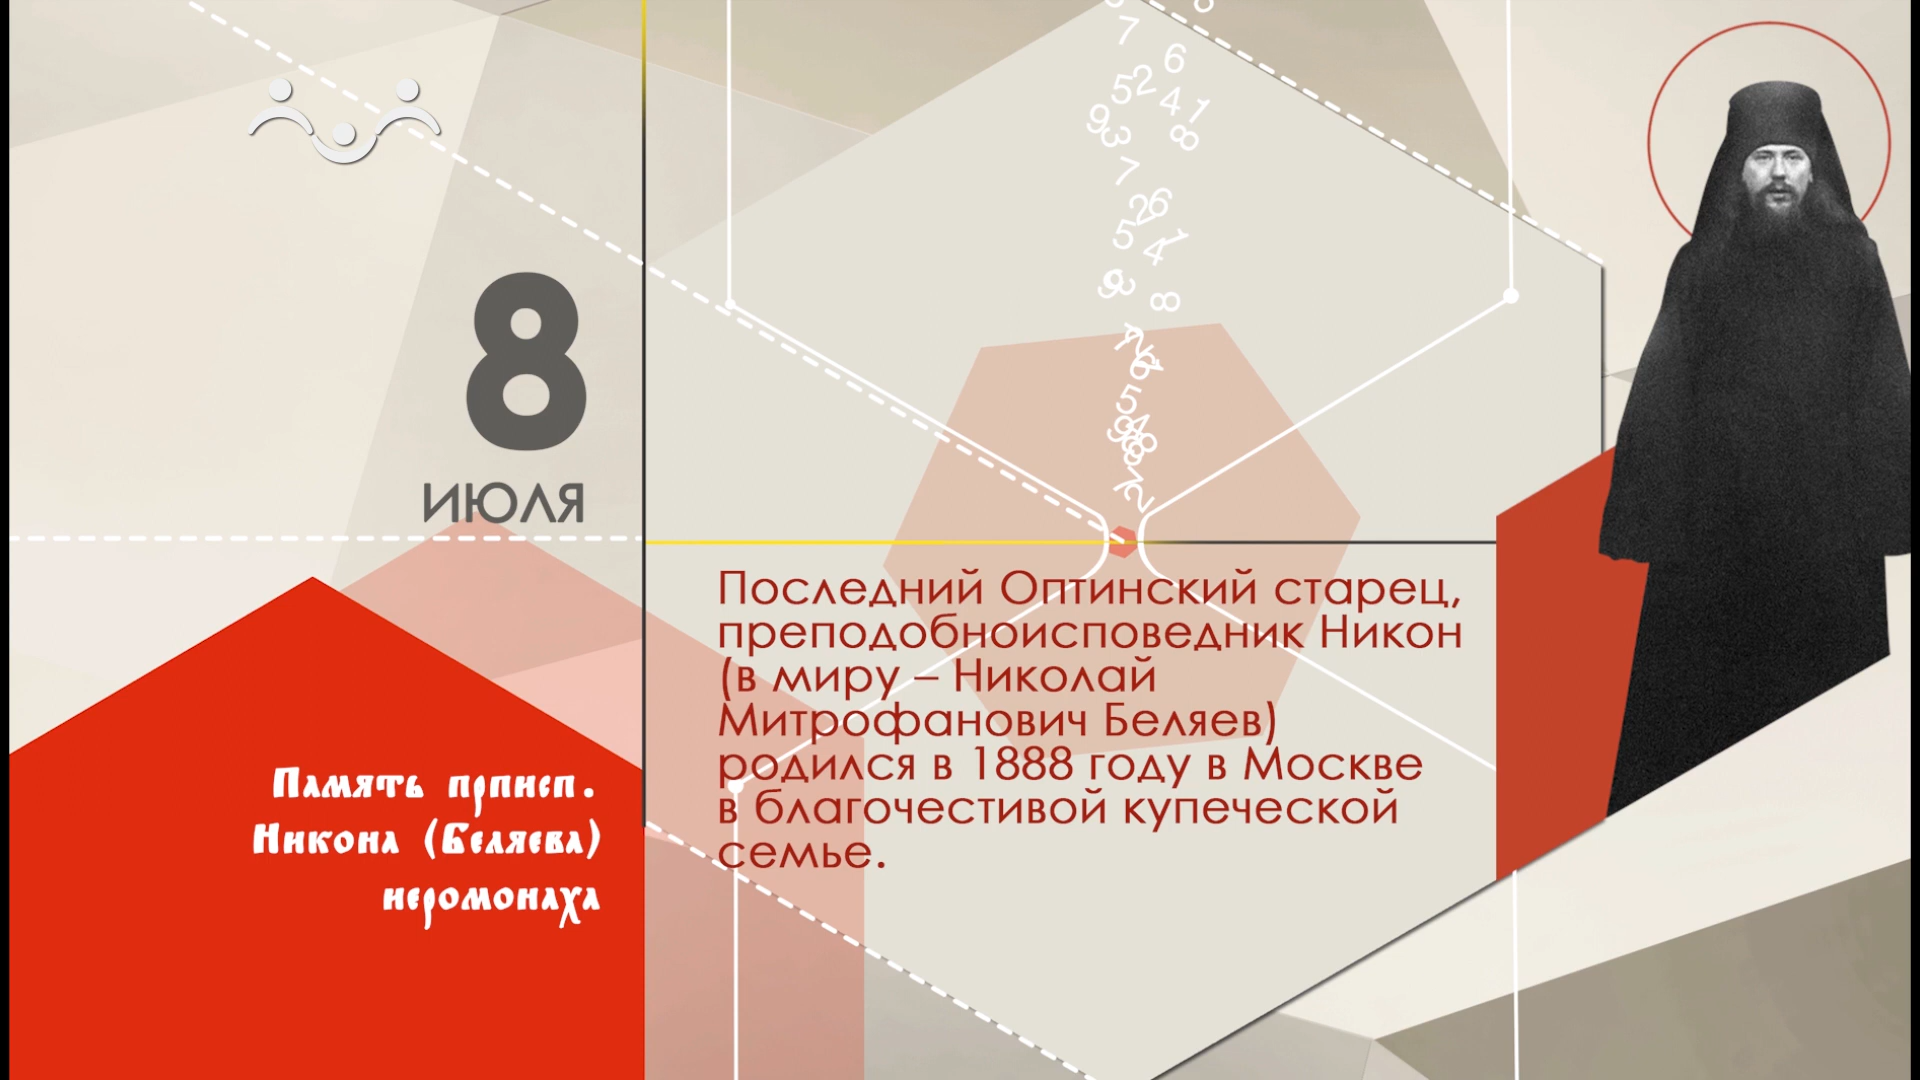 8
ИЮЛЯ
Память прписп.
Никона (Беляева)
иеромонаха
Последний Оптинский старец,
преподобноисповедник Никон
(в миру – Николай
Митрофанович Беляев)
родился в 1888 году в Москве
в благочестивой купеческой
семье.